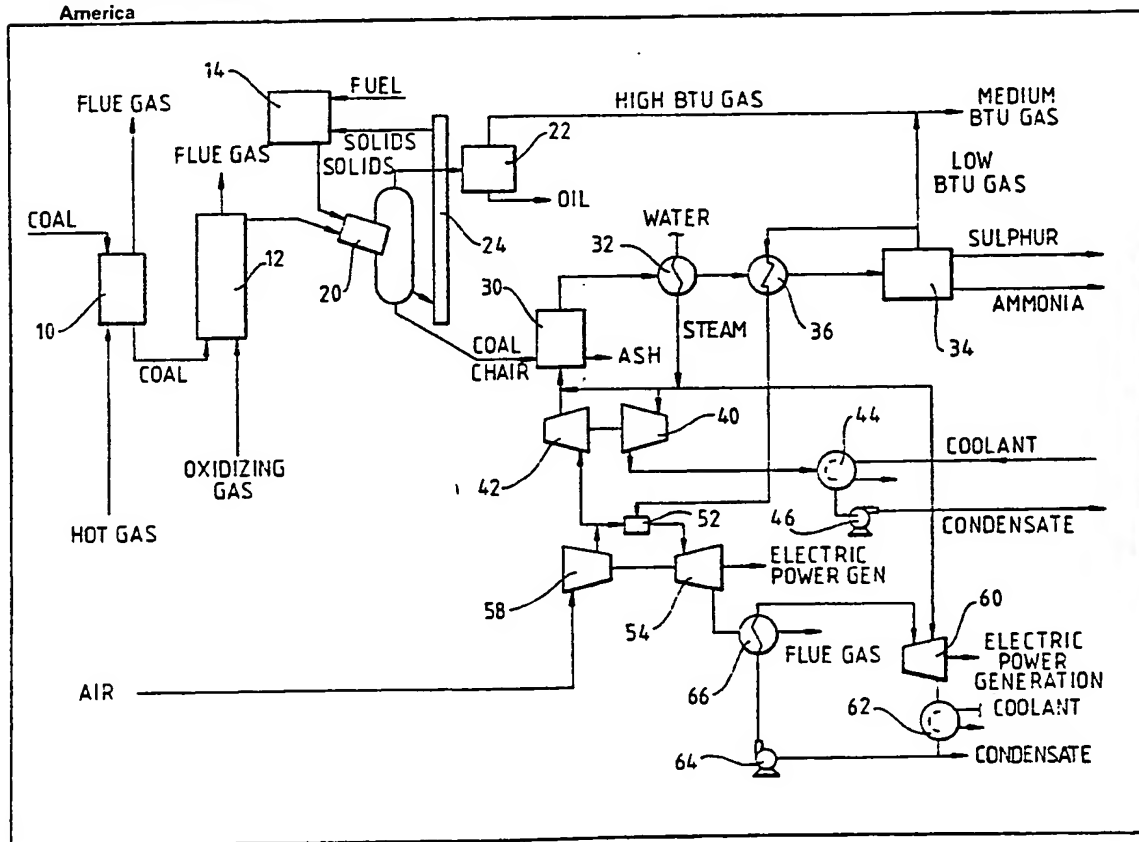 America
14
FUEL
FLUE GAS
HIGH BTU GAS
MEDIUM
BTU GAS
SOLIDS
22
FLUE GAS
SOLIDS
LOW
BTU GAS
OIL
COAL
24
WATER
SULPHUR
12
32
20
30
10
36
AMMONIA
34
STEAM
COAL
CHAIR
ASH
COAL
40
44
COOLANT
OXIDIZING
GAS
42
52
46
HOT GAS
CONDENSATE
ELECTRIC
POWER GEN
58
60
54
FLUE GAS
ELECTRIC
POWER
GENERATION
AIR
66
62
COOLANT
64
CONDENSATE